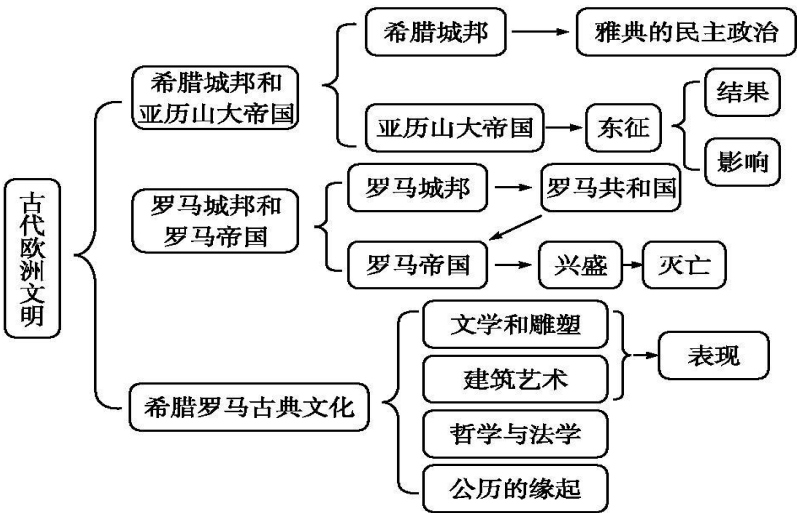 古代欧洲文明
希腊城邦和
亚历山大帝国
希腊城邦
雅典的民主政治
亚历山大帝国
东征
结果
影响
罗马城邦和
罗马帝国
罗马城邦
罗马共和国
罗马帝国
兴盛
灭亡
希腊罗马古典文化
文学和雕塑
建筑艺术
表现
哲学与法学
公历的缘起